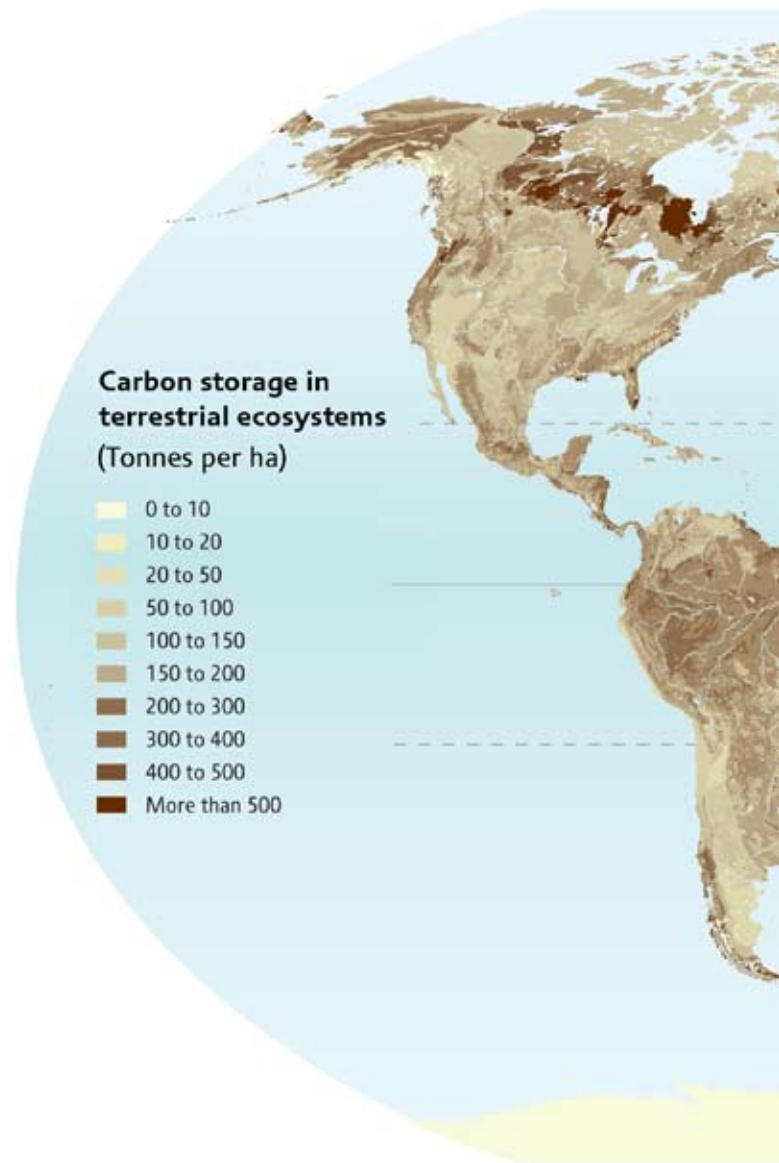 Carbon storage in
terrestrial ecosystems
(Tonnes per ha)
0 to 10
10 to 20
20 to 50
50 to 100
100 to 150
150 to 200
200 to 300
300 to 400
400 to 500
More than 500